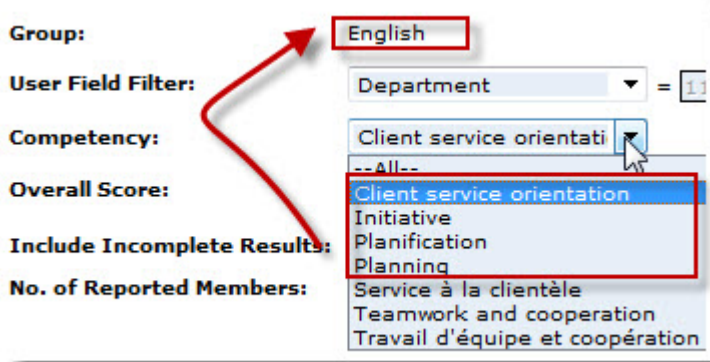 Group: English
User Field Filter: Department = 11
Competency: Client service orientati
--All--
Overall Score: Client service orientation
Initiative
Include Incomplete Results: Planification
Planning
No. of Reported Members: Service à la clientèle
Teamwork and cooperation
Travail d'équipe et coopération